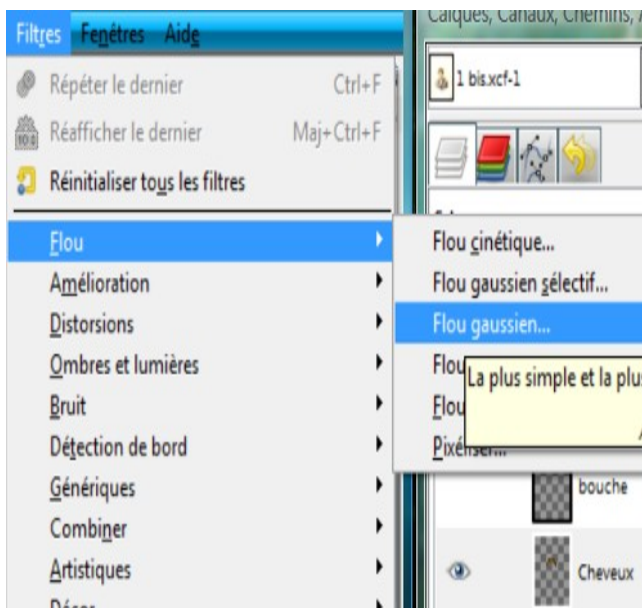 Filtres Fenêtres Aide
Répéter le dernier Ctrl+F
Réafficher le dernier Maj+Ctrl+F
Réinitialiser tous les filtres
Flou
Amélioration
Distorsions
Ombres et lumières
Bruit
Détection de bord
Génériques
Combiner
Artistiques
Décor
Calques, Canaux, Chemins,
1 bis.xcf-1
Flou cinétique...
Flou gaussien sélectif...
Flou gaussien...
Flou
La plus simple et la plus
Flou
bouche
Cheveux